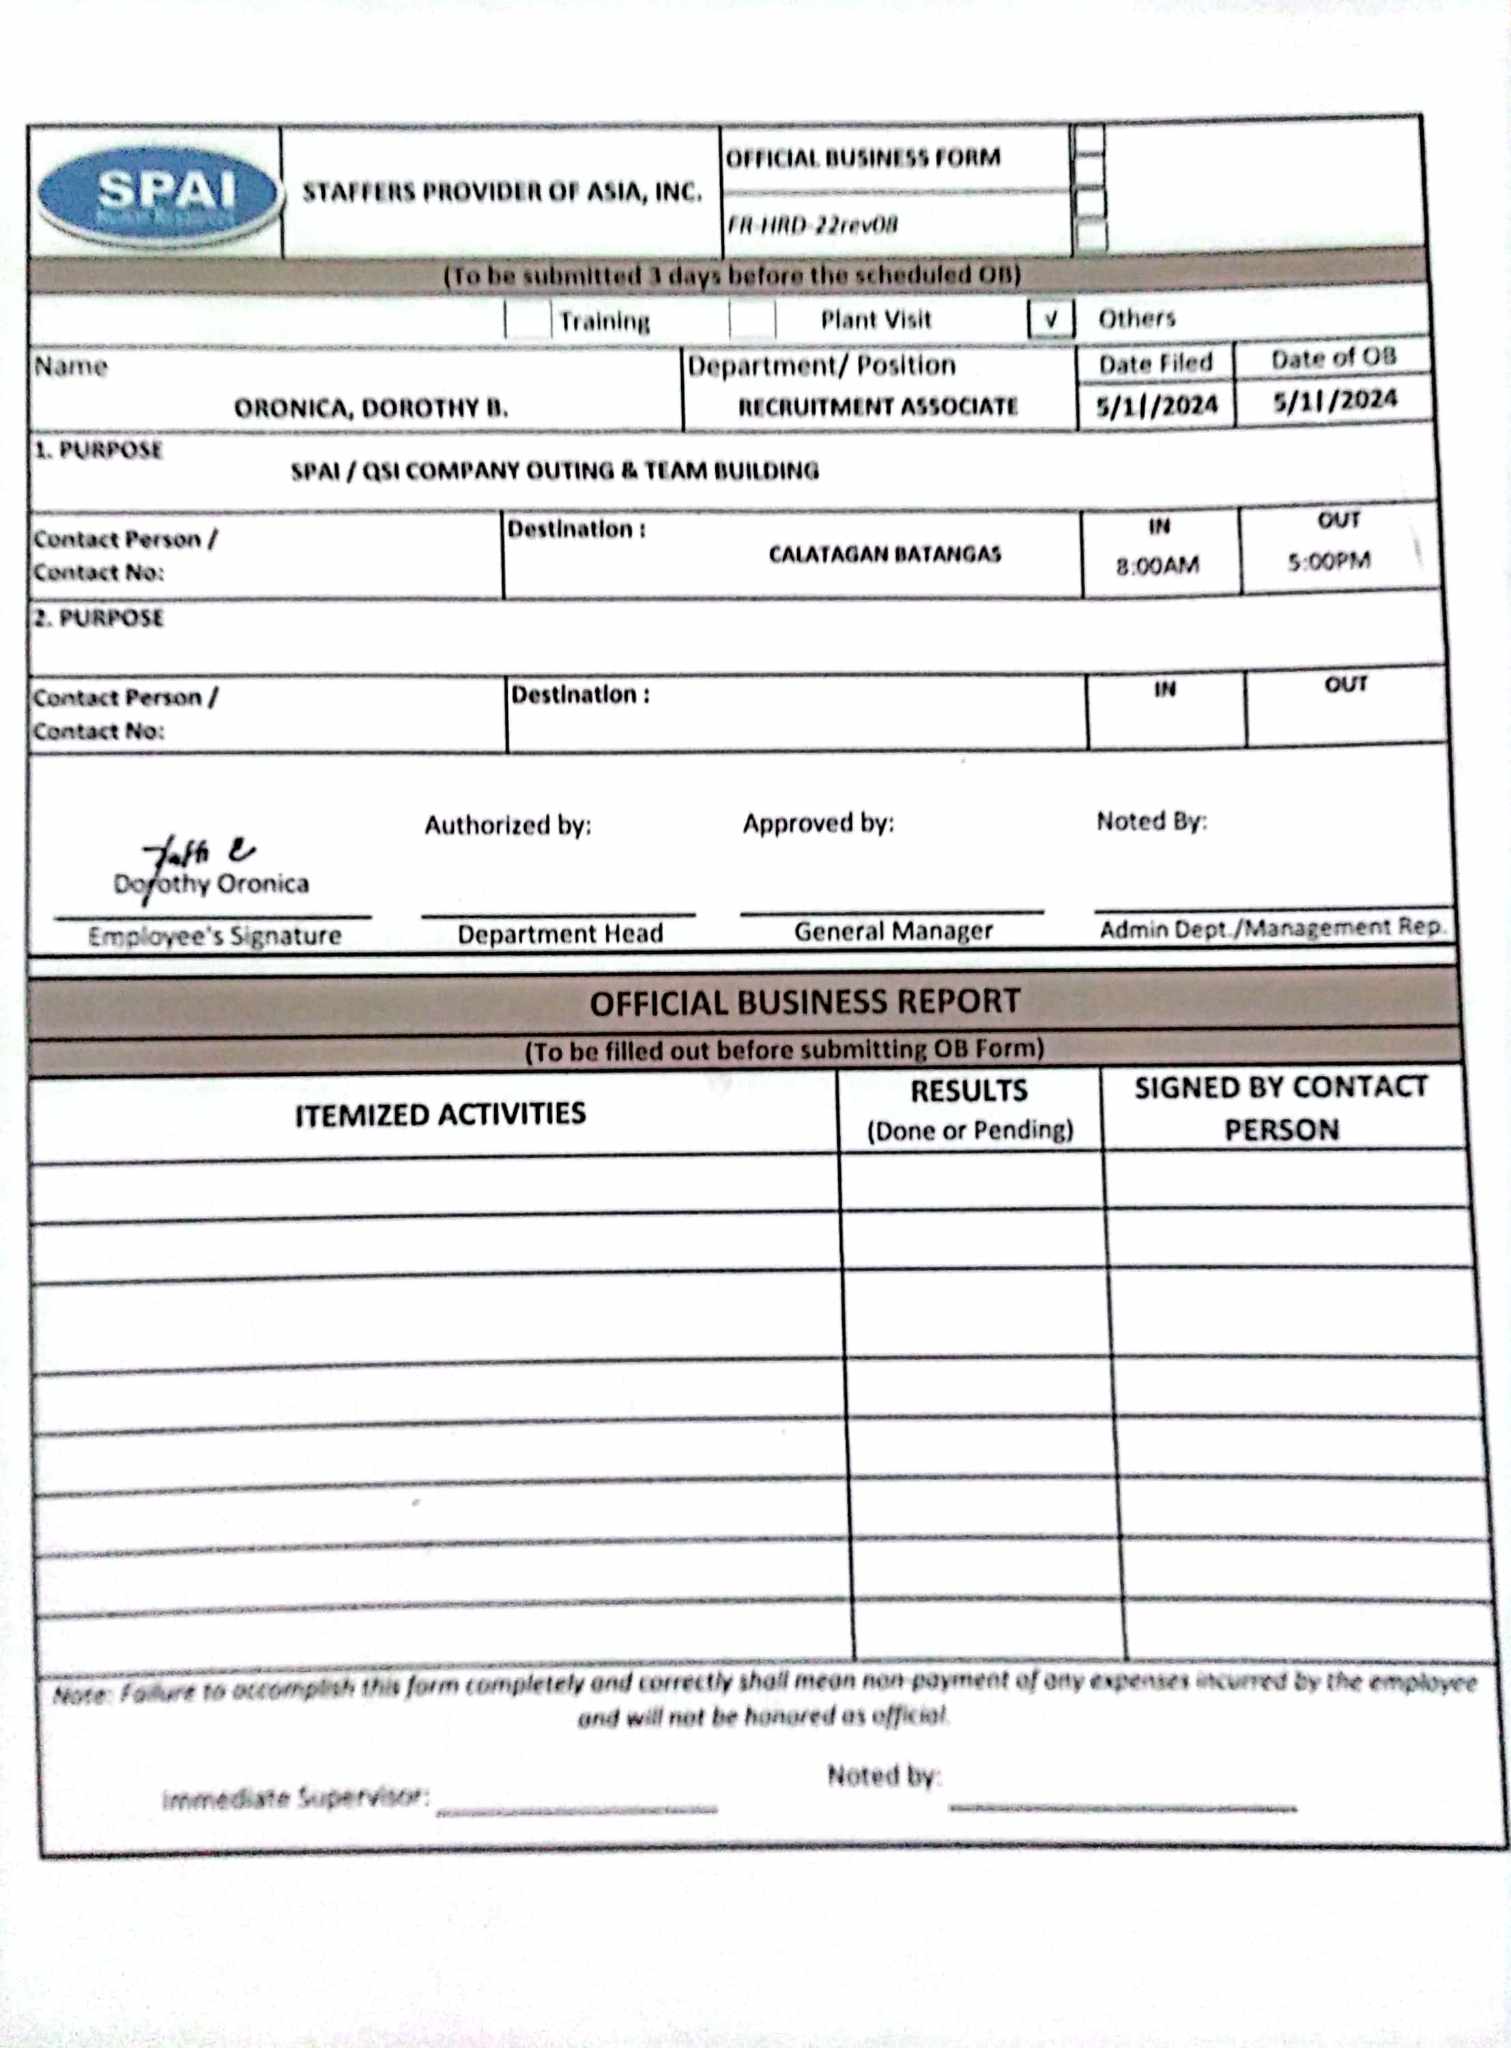 SPAI
STAFFERS PROVIDER OF ASIA, INC.
OFFICIAL BUSINESS FORM
FR-HRD-22rev08
(To be submitted 3 days before the scheduled OB)
Training Plant Visit √ Others
Name Department/ Position Date Filed Date of OB
ORONICA, DOROTHY B. RECRUITMENT ASSOCIATE 5/11/2024 5/11/2024
1. PURPOSE
SPAI / QSI COMPANY OUTING & TEAM BUILDING
Contact Person / Destination : IN OUT
Contact No: CALATAGAN BATANGAS 8:00AM 5:00PM
2. PURPOSE
Contact Person / Destination : IN OUT
Contact No:
Authorized by: Approved by: Noted By:
Dorothy Oronica
Employee's Signature Department Head General Manager Admin Dept./Management Rep.
OFFICIAL BUSINESS REPORT
(To be filled out before submitting OB Form)
ITEMIZED ACTIVITIES RESULTS SIGNED BY CONTACT
(Done or Pending) PERSON
Note: Failure to accomplish this form completely and correctly shall mean non-payment of any expenses incurred by the employee
and will not be honored as official.
Immediate Supervisor: Noted by: